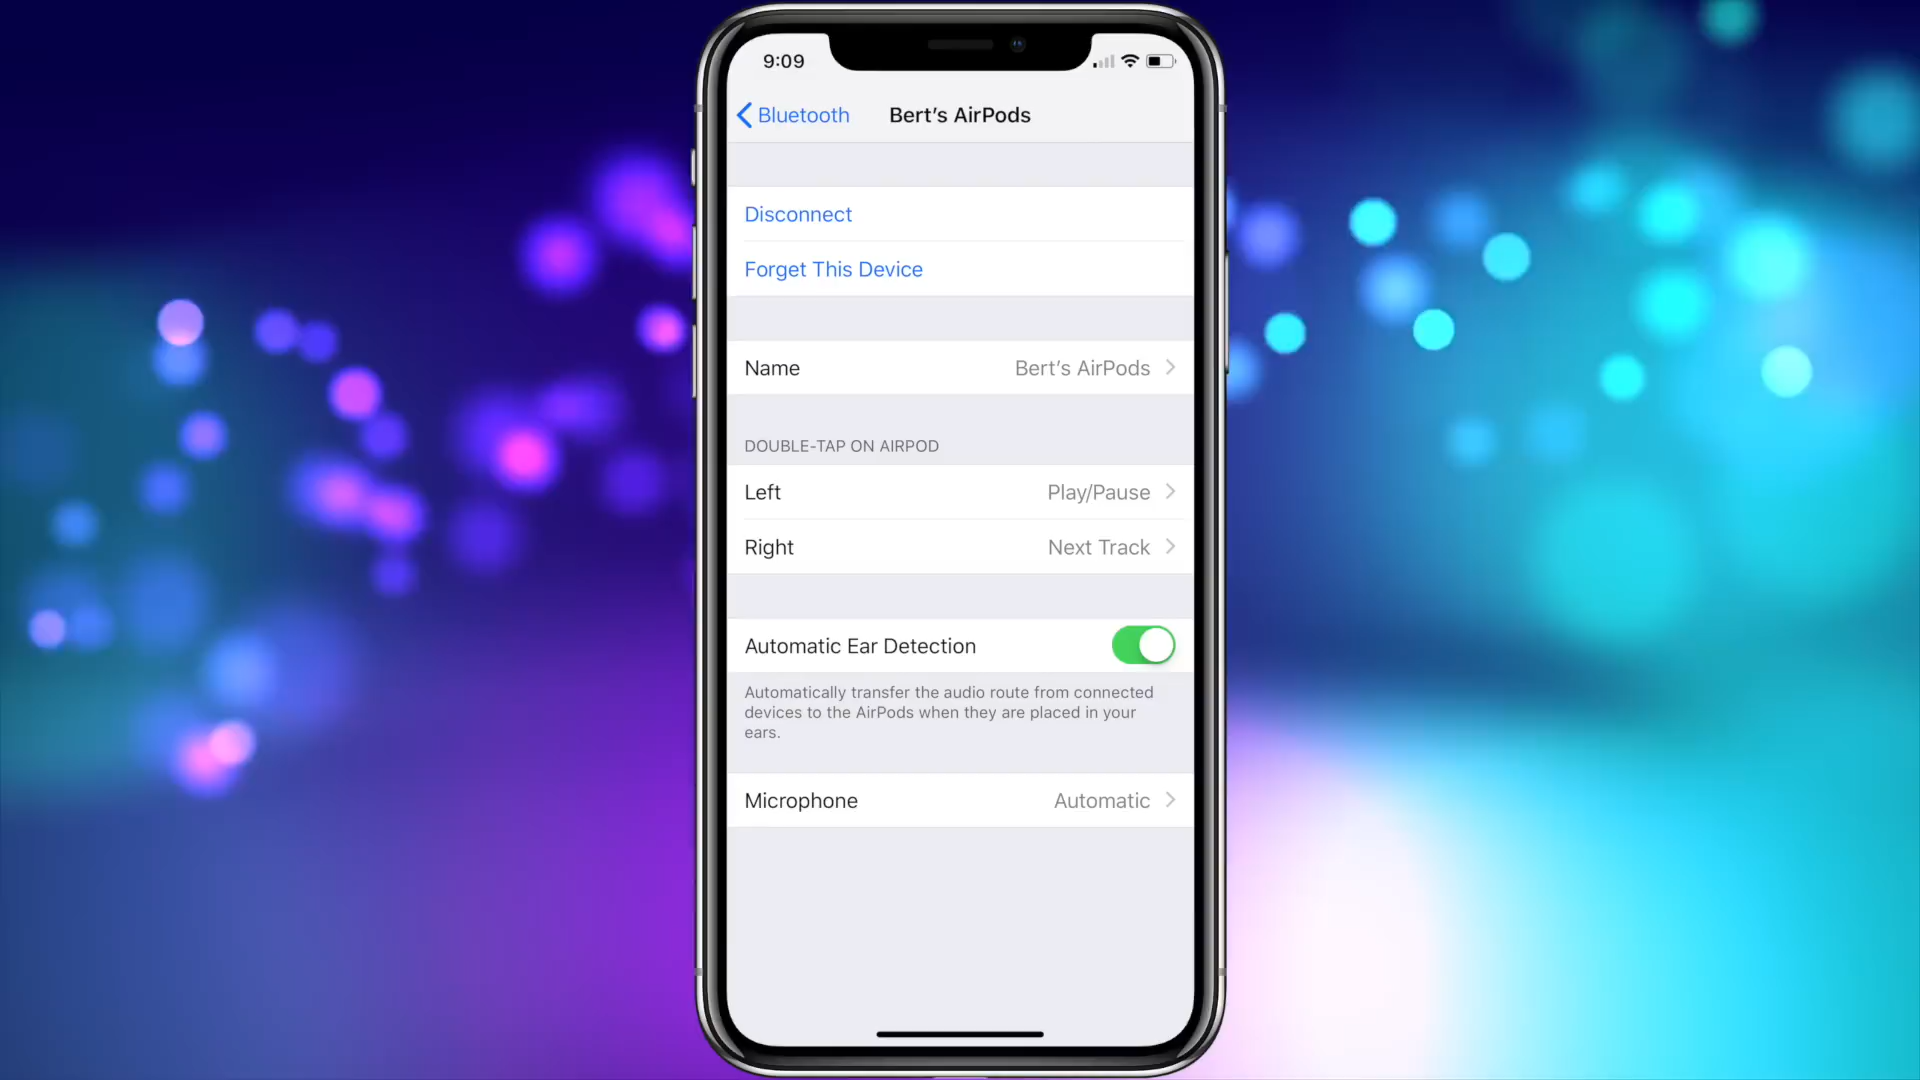 9:09
Bluetooth
Bert’s AirPods
Disconnect
Forget This Device
Name Bert’s AirPods
DOUBLE-TAP ON AIRPOD
Left Play/Pause
Right Next Track
Automatic Ear Detection
Automatically transfer the audio route from connected
devices to the AirPods when they are placed in your
ears.
Microphone Automatic